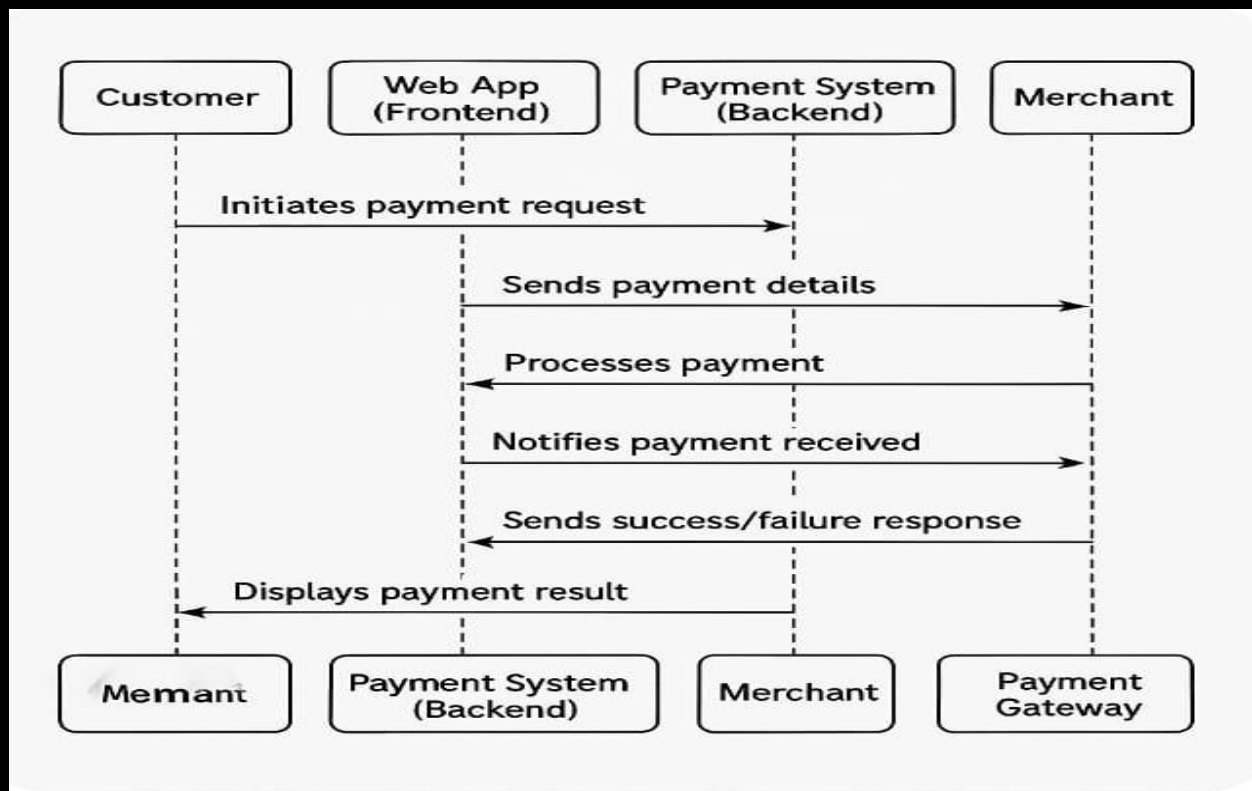 Customer
Web App
(Frontend)
Payment System
(Backend)
Merchant
Initiates payment request
Sends payment details
Processes payment
Notifies payment received
Sends success/failure response
Displays payment result
Memant
Payment System
(Backend)
Merchant
Payment
Gateway